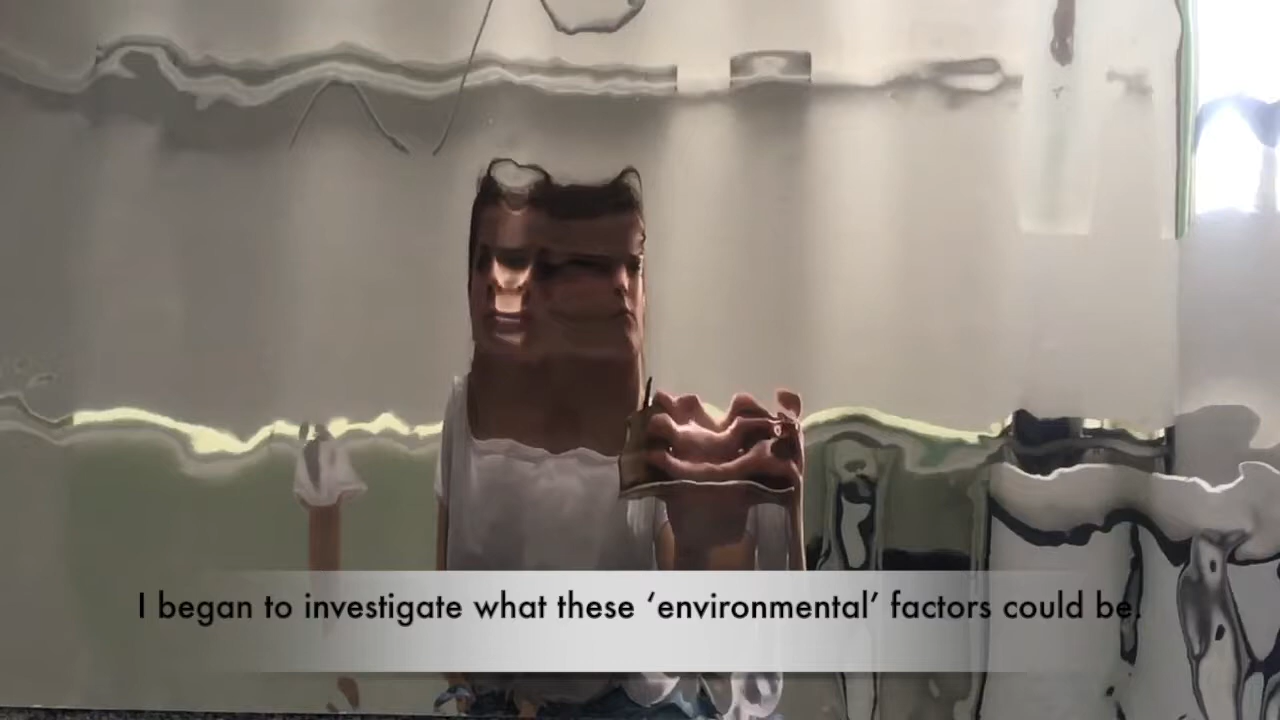 I began to investigate what these ‘environmental’ factors could be.